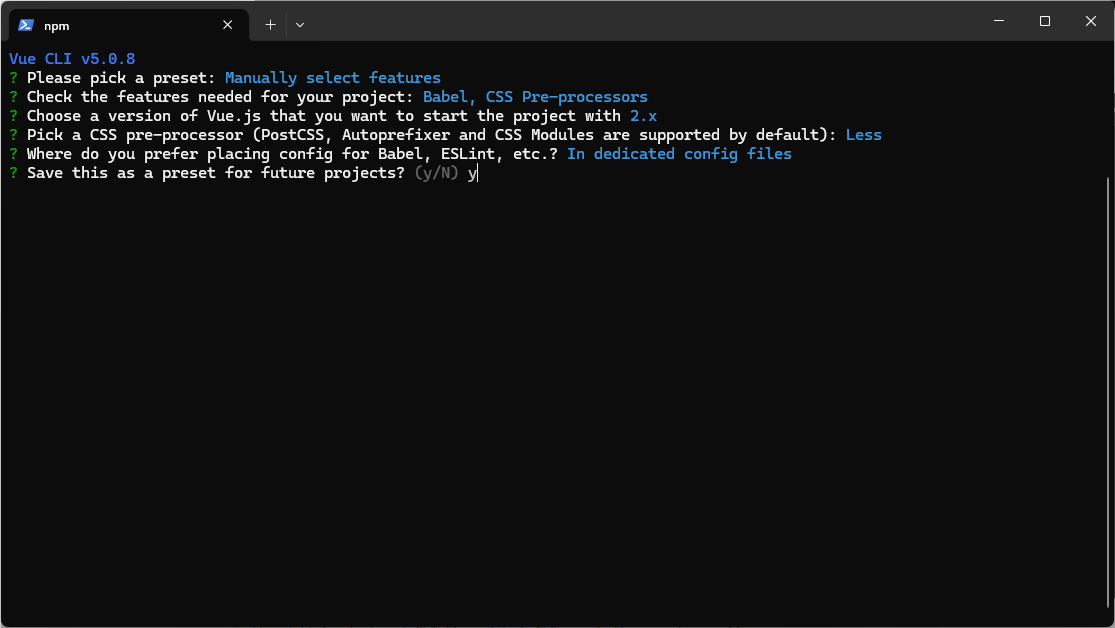 npm
Vue CLI v5.0.8
? Please pick a preset: Manually select features
? Check the features needed for your project: Babel, CSS Pre-processors
? Choose a version of Vue.js that you want to start the project with 2.x
? Pick a CSS pre-processor (PostCSS, Autoprefixer and CSS Modules are supported by default): Less
? Where do you prefer placing config for Babel, ESLint, etc.? In dedicated config files
? Save this as a preset for future projects? (y/N) y